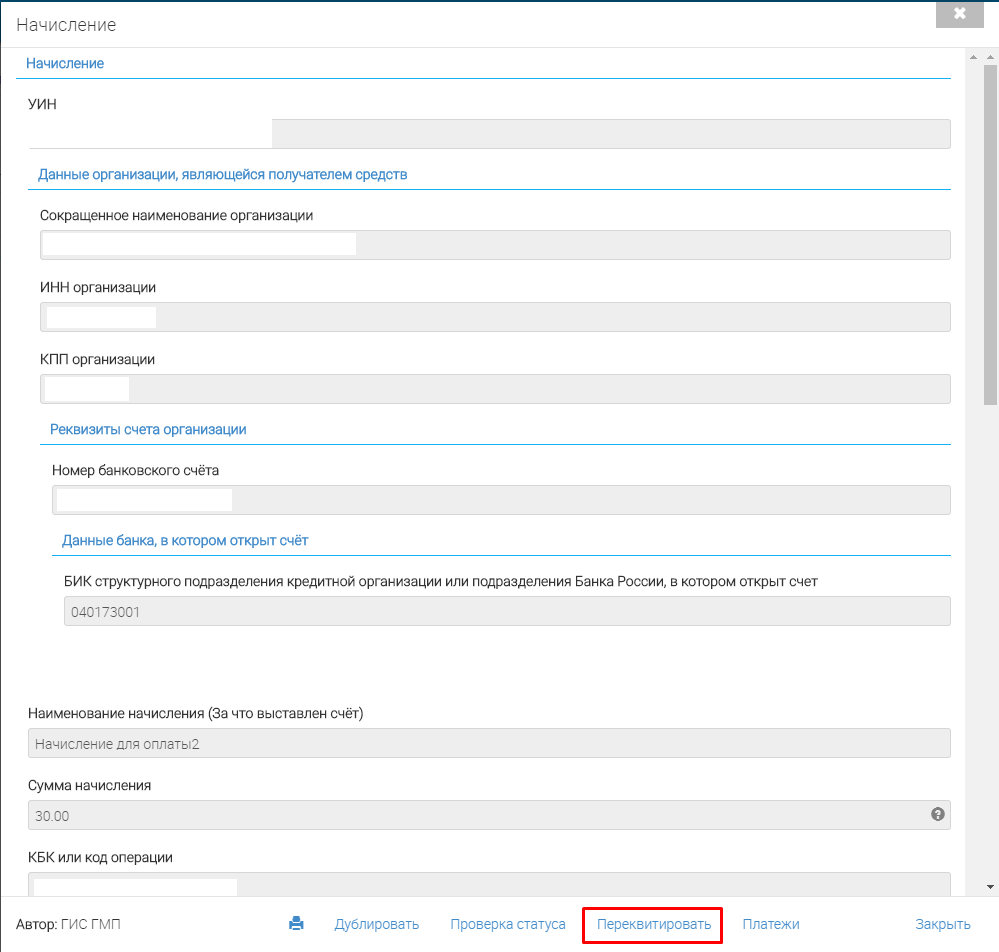 Начисление
Начисление
УИН
Данные организации, являющейся получателем средств
Сокращенное наименование организации
ИНН организации
КПП организации
Реквизиты счета организации
Номер банковского счёта
Данные банка, в котором открыт счёт
БИК структурного подразделения кредитной организации или подразделения Банка России, в котором открыт счет
040173001
Наименование начисления (За что выставлен счёт)
Начисление для оплаты2
Сумма начисления
30.00
КБК или код операции
Автор: ГИС ГМП Дублировать Проверка статуса Переквитировать Платежи Закрыть